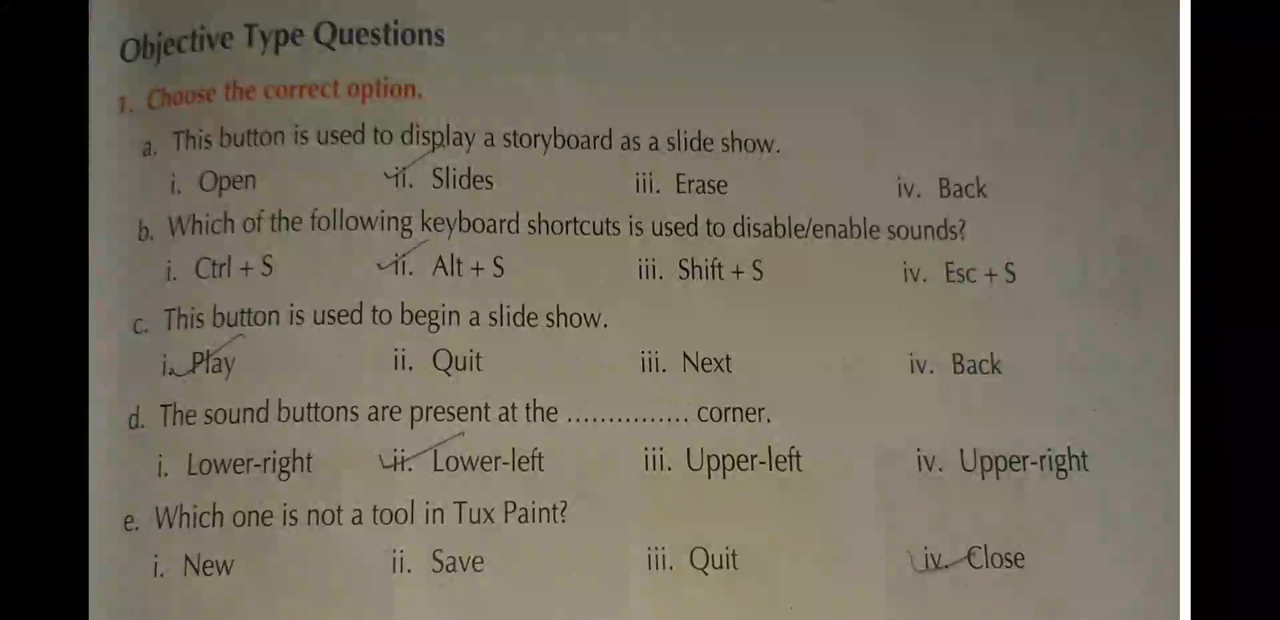 Objective Type Questions
1. Choose the correct option.
a. This button is used to display a storyboard as a slide show.
i. Open ii. Slides iii. Erase iv. Back
b. Which of the following keyboard shortcuts is used to disable/enable sounds?
i. Ctrl + S ii. Alt + S iii. Shift + S iv. Esc + S
c. This button is used to begin a slide show.
i. Play ii. Quit iii. Next iv. Back
d. The sound buttons are present at the ............... corner.
i. Lower-right ii. Lower-left iii. Upper-left iv. Upper-right
e. Which one is not a tool in Tux Paint?
i. New ii. Save iii. Quit iv. Close